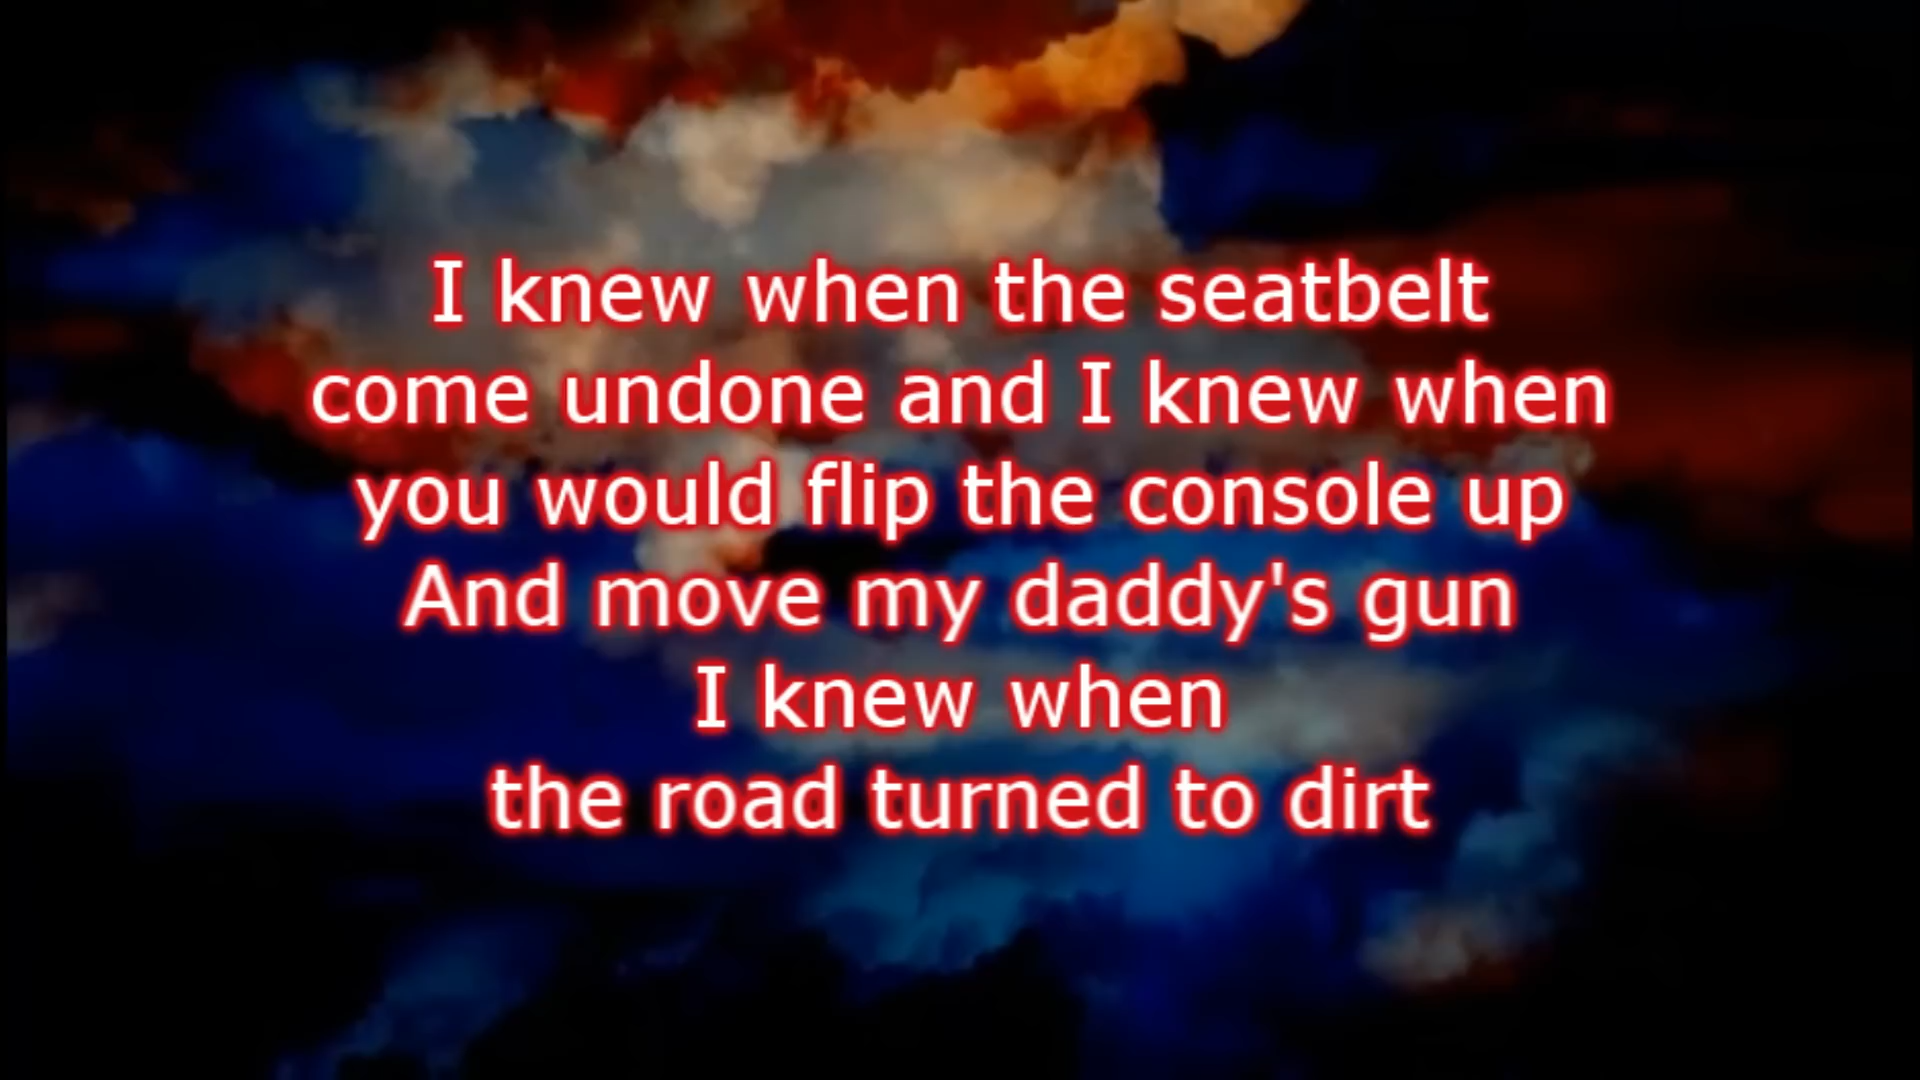 I knew when the seatbelt
come undone and I knew when
you would flip the console up
And move my daddy's gun
I knew when
the road turned to dirt